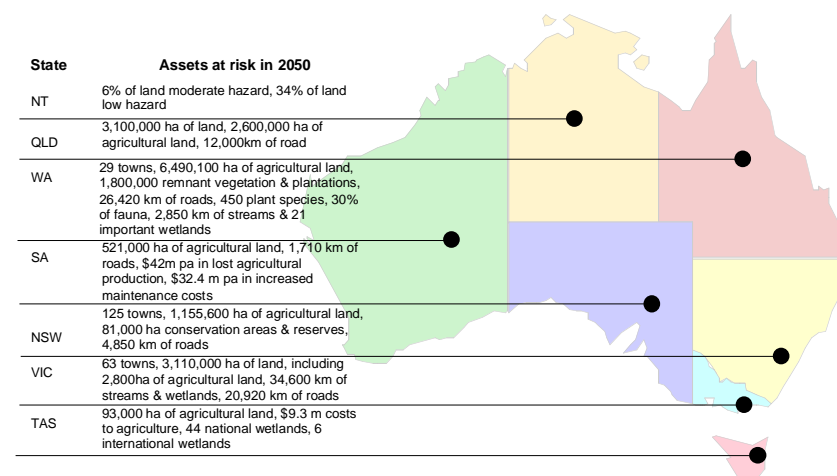 State Assets at risk in 2050
NT
6% of land moderate hazard, 34% of land
low hazard
QLD
3,100,000 ha of land, 2,600,000 ha of
agricultural land, 12,000km of road
WA
29 towns, 6,490,100 ha of agricultural land,
1,800,000 remnant vegetation & plantations,
26,420 km of roads, 450 plant species, 30%
of fauna, 2,850 km of streams & 21
important wetlands
SA
521,000 ha of agricultural land, 1,710 km of
roads, $42m pa in lost agricultural
production, $32.4 m pa in increased
maintenance costs
NSW
125 towns, 1,155,600 ha of agricultural land,
81,000 ha conservation areas & reserves,
4,850 km of roads
VIC
63 towns, 3,110,000 ha of land, including
2,800ha of agricultural land, 34,600 km of
streams & wetlands, 20,920 km of roads
TAS
93,000 ha of agricultural land, $9.3 m costs
to agriculture, 44 national wetlands, 6
international wetlands